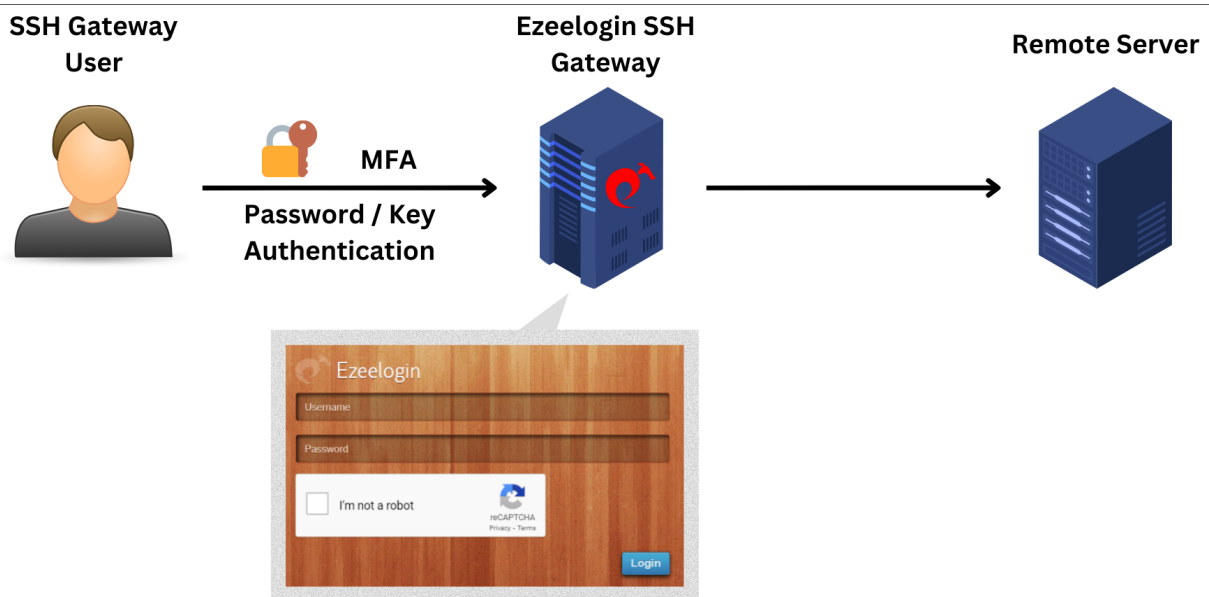 SSH Gateway
User
Ezeelogin SSH
Gateway
Remote Server
MFA
Password / Key
Authentication
Ezeelogin
Username
Password
I'm not a robot
reCAPTCHA
Privacy - Terms
Login